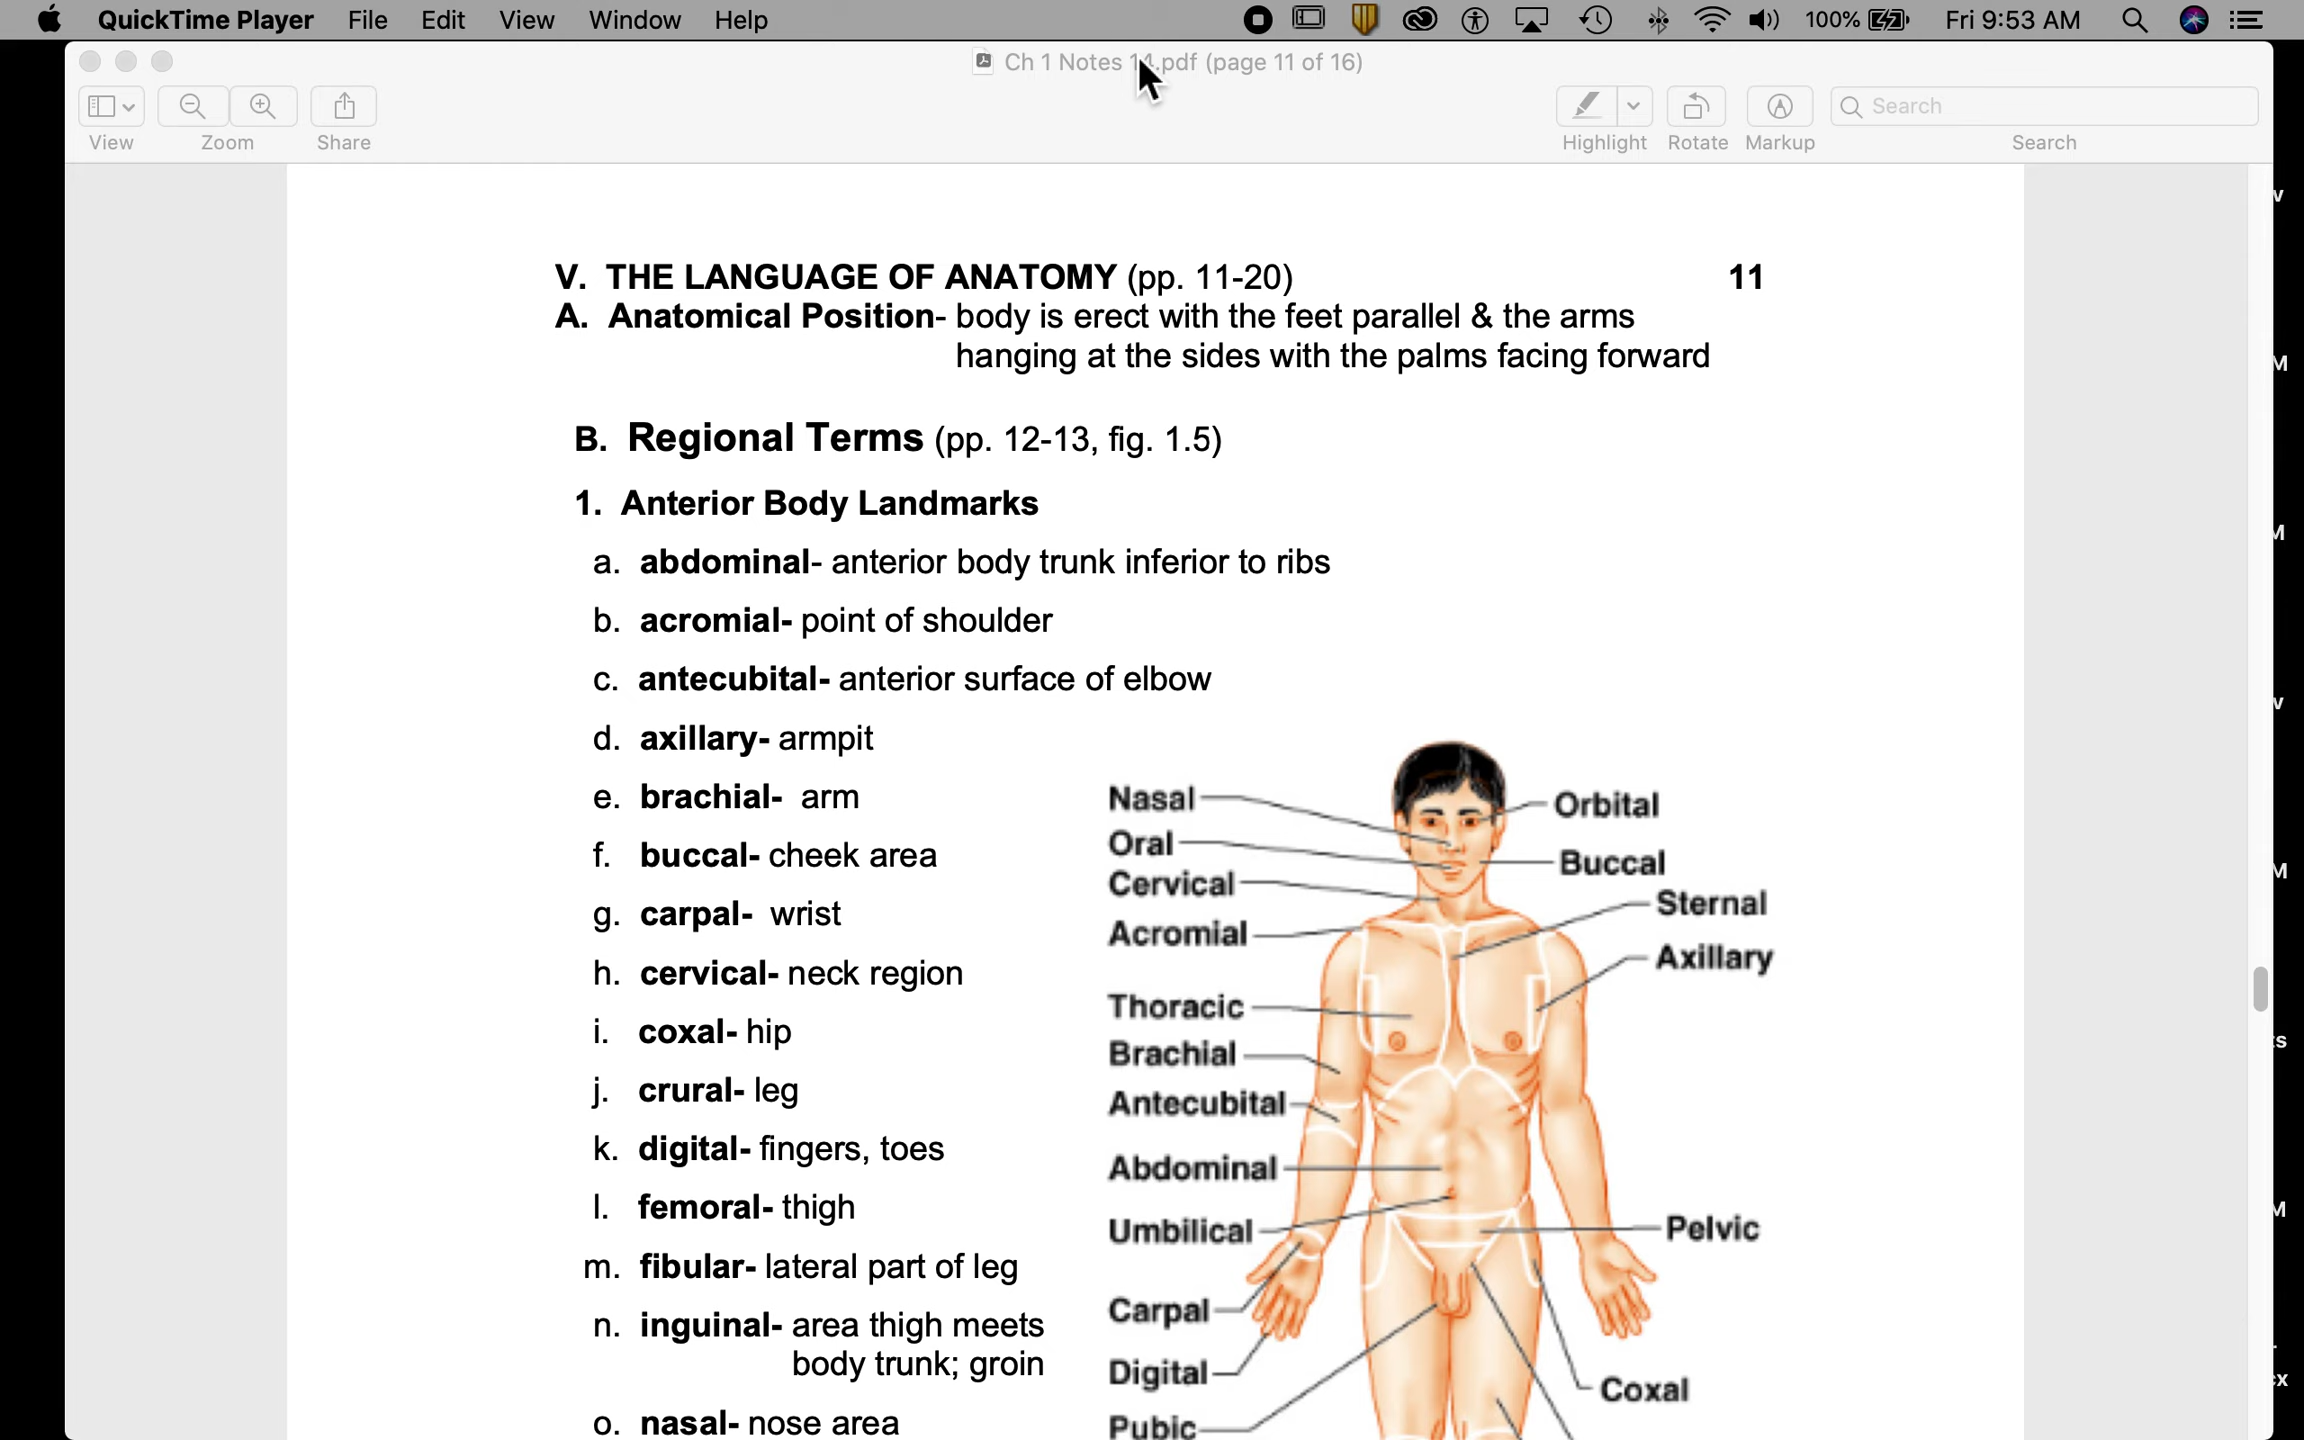 QuickTime Player File Edit View Window Help 100% Fri 9:53 AM
Ch 1 Notes 14.pdf (page 11 of 16)
Search
View Zoom Share Highlight Rotate Markup Search
V. THE LANGUAGE OF ANATOMY (pp. 11-20) 11
A. Anatomical Position- body is erect with the feet parallel & the arms
hanging at the sides with the palms facing forward
B. Regional Terms (pp. 12-13, fig. 1.5)
1. Anterior Body Landmarks
a. abdominal- anterior body trunk inferior to ribs
b. acromial- point of shoulder
c. antecubital- anterior surface of elbow
d. axillary- armpit
e. brachial- arm
f. buccal- cheek area
g. carpal- wrist
h. cervical- neck region
i. coxal- hip
j. crural- leg
k. digital- fingers, toes
l. femoral- thigh
m. fibular- lateral part of leg
n. inguinal- area thigh meets
body trunk; groin
o. nasal- nose area
Nasal
Oral
Cervical
Acromial
Thoracic
Brachial
Antecubital
Abdominal
Umbilical
Carpal
Digital
Pubic
Orbital
Buccal
Sternal
Axillary
Pelvic
Coxal